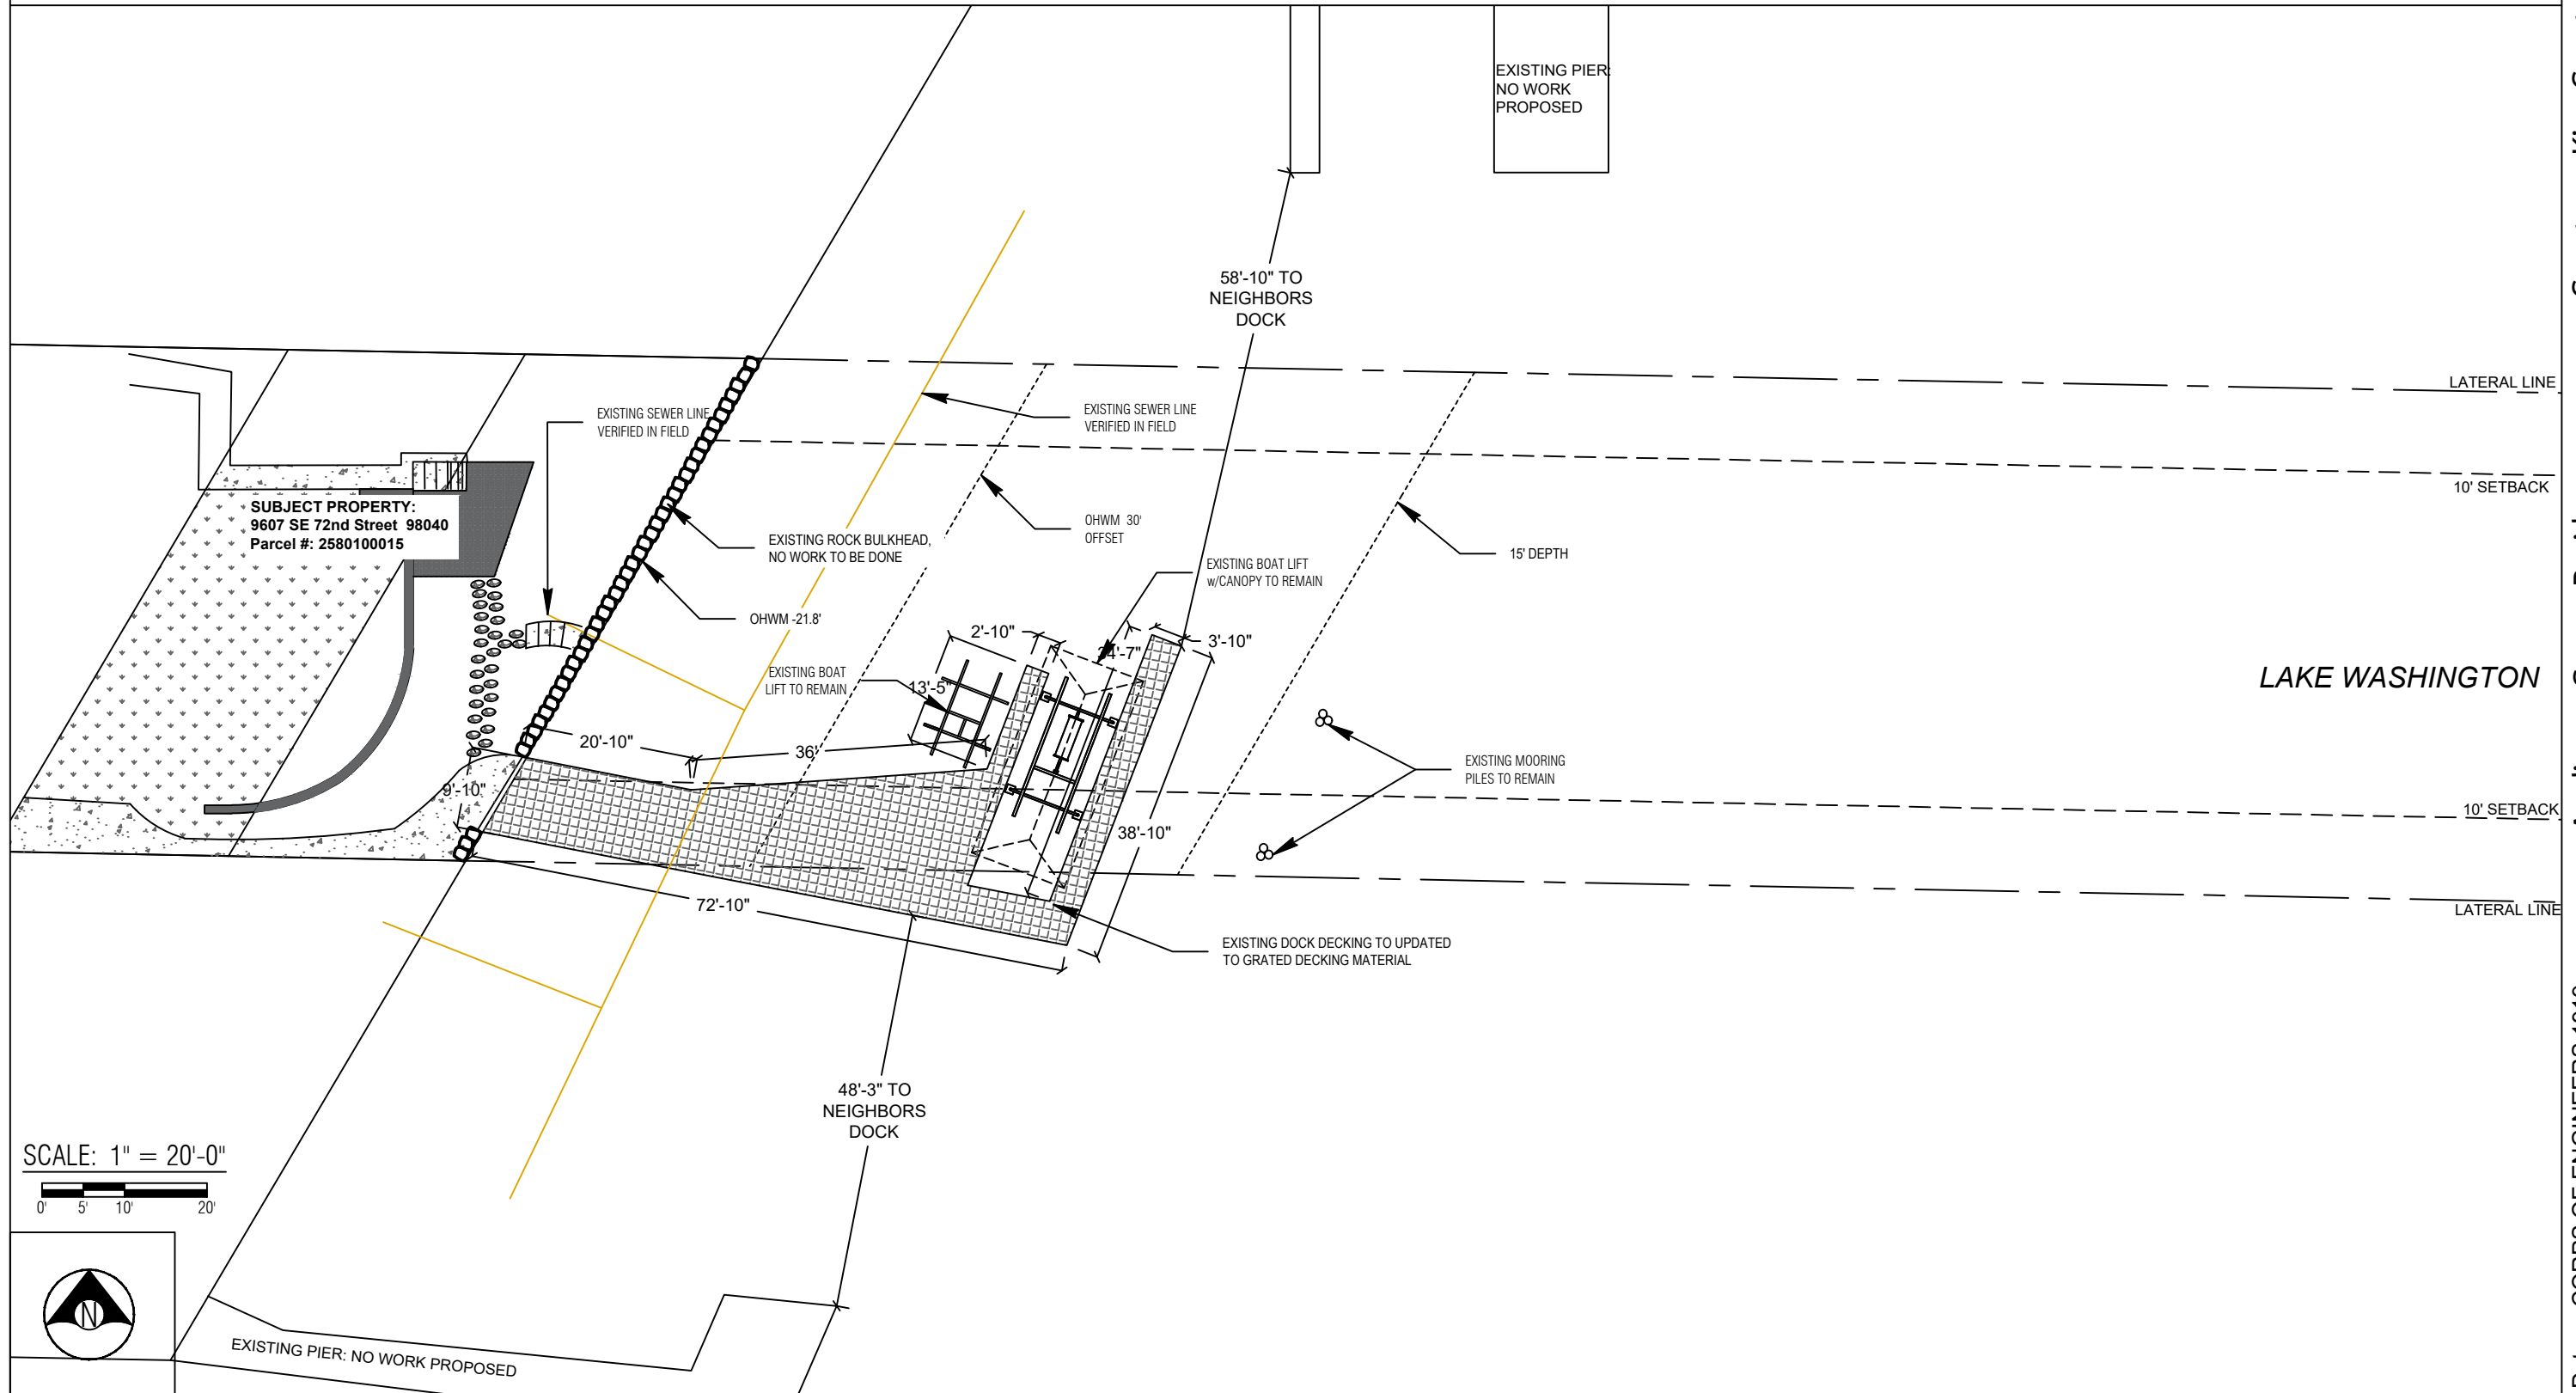 EXISTING PIER:
NO WORK
PROPOSED
58'-10" TO
NEIGHBORS
DOCK
LATERAL LINE
EXISTING SEWER LINE
VERIFIED IN FIELD
EXISTING SEWER LINE
VERIFIED IN FIELD
10' SETBACK
SUBJECT PROPERTY:
9607 SE 72nd Street 98040
Parcel #: 2580100015
EXISTING ROCK BULKHEAD,
NO WORK TO BE DONE
OHWM 30'
OFFSET
15' DEPTH
EXISTING BOAT LIFT
w/CANOPY TO REMAIN
OHWM -21.8'
2'-10"
3'-10"
EXISTING BOAT
LIFT TO REMAIN
13'-5"
LAKE WASHINGTON
20'-10"
36'
EXISTING MOORING
PILES TO REMAIN
9'-10"
10' SETBACK
38'-10"
72'-10"
LATERAL LINE
EXISTING DOCK DECKING TO UPDATED
TO GRATED DECKING MATERIAL
48'-3" TO
NEIGHBORS
DOCK
SCALE: 1" = 20'-0"
0' 5' 10' 20'
N
EXISTING PIER: NO WORK PROPOSED